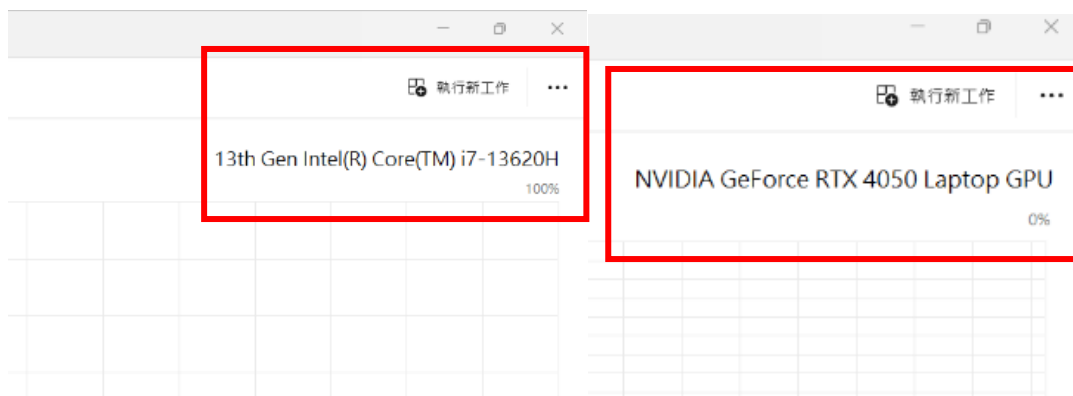 執行新工作
13th Gen Intel(R) Core(TM) i7-13620H
100%
執行新工作
NVIDIA GeForce RTX 4050 Laptop GPU
0%